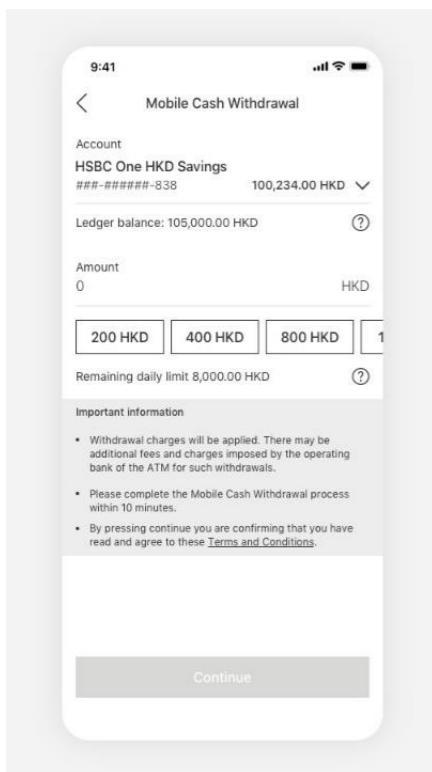 9:41
Mobile Cash Withdrawal
Account
HSBC One HKD Savings
###-######-838 100,234.00 HKD
Ledger balance: 105,000.00 HKD ?
Amount
0 HKD
200 HKD 400 HKD 800 HKD 1
Remaining daily limit 8,000.00 HKD ?
Important information
• Withdrawal charges will be applied. There may be
additional fees and charges imposed by the operating
bank of the ATM for such withdrawals.
• Please complete the Mobile Cash Withdrawal process
within 10 minutes.
• By pressing continue you are confirming that you have
read and agree to these Terms and Conditions.
Continue